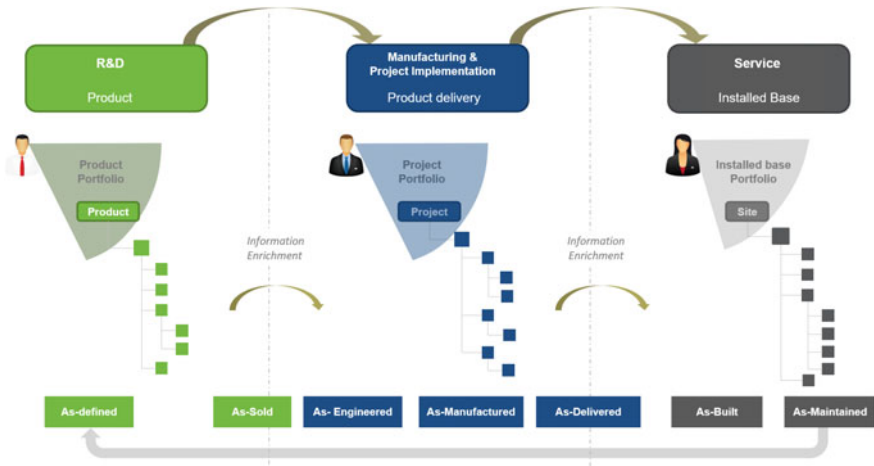 R&D
Product
Manufacturing &
Project Implementation
Product delivery
Service
Installed Base
Product
Portfolio
Product
Project
Portfolio
Project
Installed base
Portfolio
Site
Information
Enrichment
Information
Enrichment
As-defined
As-Sold
As- Engineered
As-Manufactured
As-Delivered
As-Built
As-Maintained